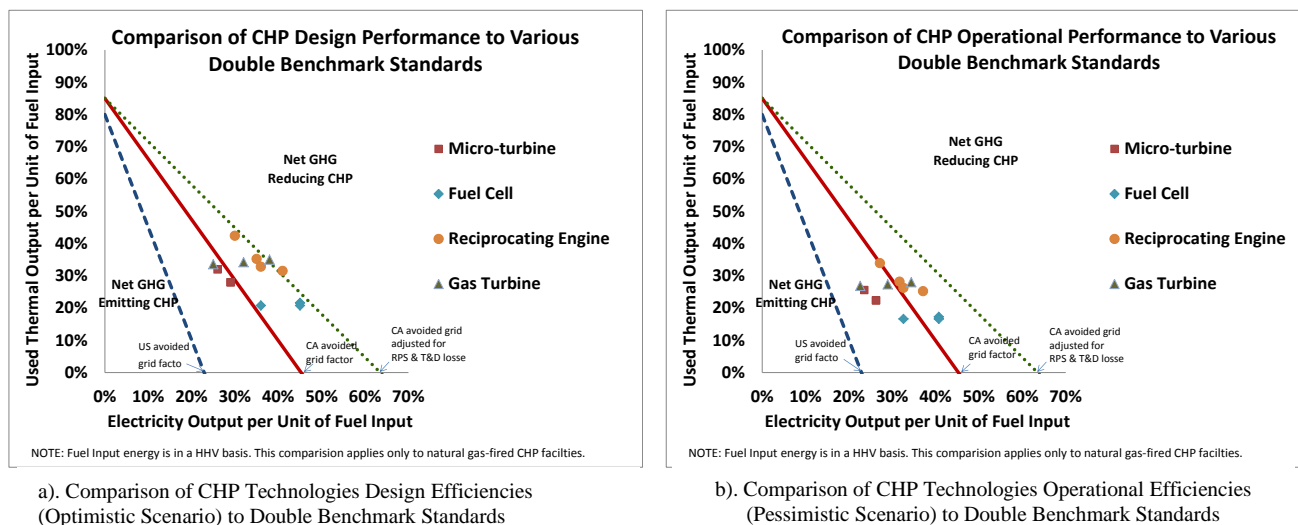 Comparison of CHP Design Performance to Various
Double Benchmark Standards
Used Thermal Output per Unit of Fuel Input
100%
90%
80%
70%
60%
50%
40%
30%
20%
10%
0%
Net GHG
Reducing CHP
Micro-turbine
Fuel Cell
Reciprocating Engine
Gas Turbine
Net GHG
Emitting CHP
US avoided
grid facto
CA avoided
grid factor
CA avoided grid
adjusted for
RPS & T&D losse
0% 10% 20% 30% 40% 50% 60% 70%
Electricity Output per Unit of Fuel Input
NOTE: Fuel Input energy is in a HHV basis. This comparision applies only to natural gas-fired CHP facilties.
a). Comparison of CHP Technologies Design Efficiencies
(Optimistic Scenario) to Double Benchmark Standards
Comparison of CHP Operational Performance to Various
Double Benchmark Standards
Used Thermal Output per Unit of Fuel Input
100%
90%
80%
70%
60%
50%
40%
30%
20%
10%
0%
Net GHG
Reducing CHP
Micro-turbine
Fuel Cell
Reciprocating Engine
Gas Turbine
Net GHG
Emitting CHP
US avoided
grid facto
CA avoided
grid factor
CA avoided grid
adjusted for
RPS & T&D losse
0% 10% 20% 30% 40% 50% 60% 70%
Electricity Output per Unit of Fuel Input
NOTE: Fuel Input energy is in a HHV basis. This comparision applies only to natural gas-fired CHP facilties.
b). Comparison of CHP Technologies Operational Efficiencies
(Pessimistic Scenario) to Double Benchmark Standards